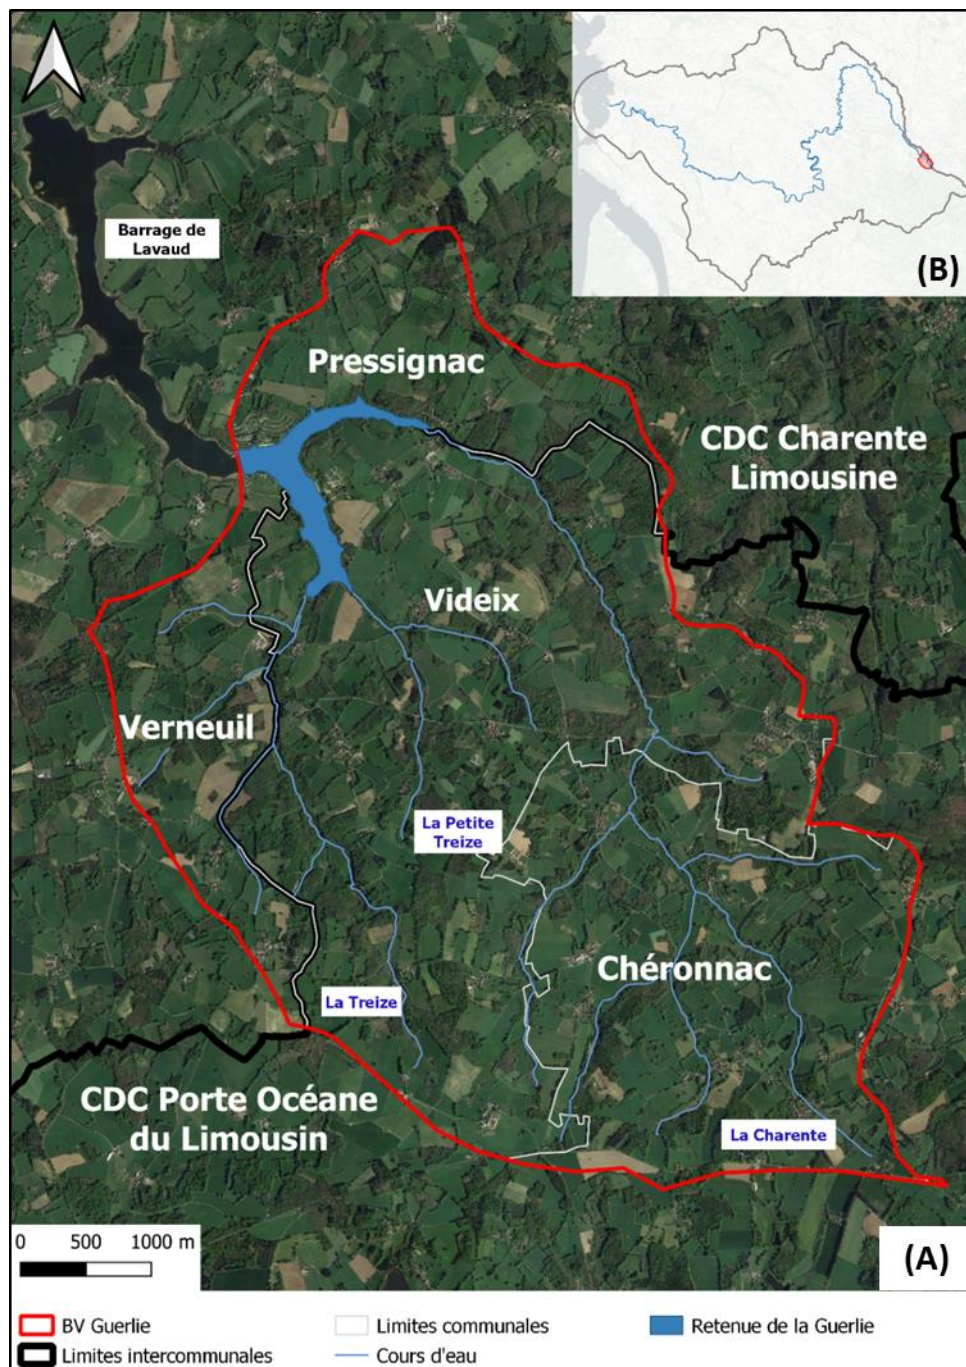 Barrage de
Lavaud
(B)
Pressignac
CDC Charente
Limousine
Videix
Verneuil
La Petite
Treize
Chéronnac
La Treize
CDC Porte Océane
du Limousin
La Charente
0 500 1000 m
(A)
BV Guerlie
Limites communales
Retenue de la Guerlie
Limites intercommunales
Cours d'eau